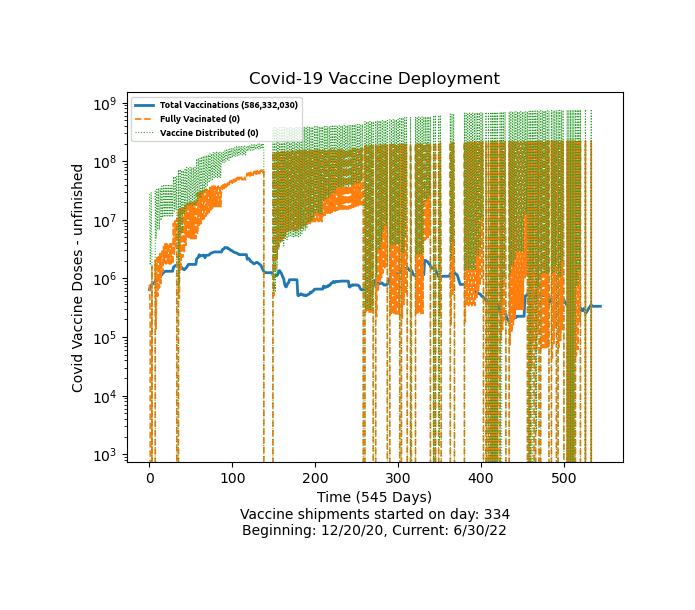 Covid-19 Vaccine Deployment
Total Vaccinations (586,332,030)
Fully Vacinated (0)
Vaccine Distributed (0)
Covid Vaccine Doses - unfinished
10⁹
10⁸
10⁷
10⁶
10⁵
10⁴
10³
0 100 200 300 400 500
Time (545 Days)
Vaccine shipments started on day: 334
Beginning: 12/20/20, Current: 6/30/22